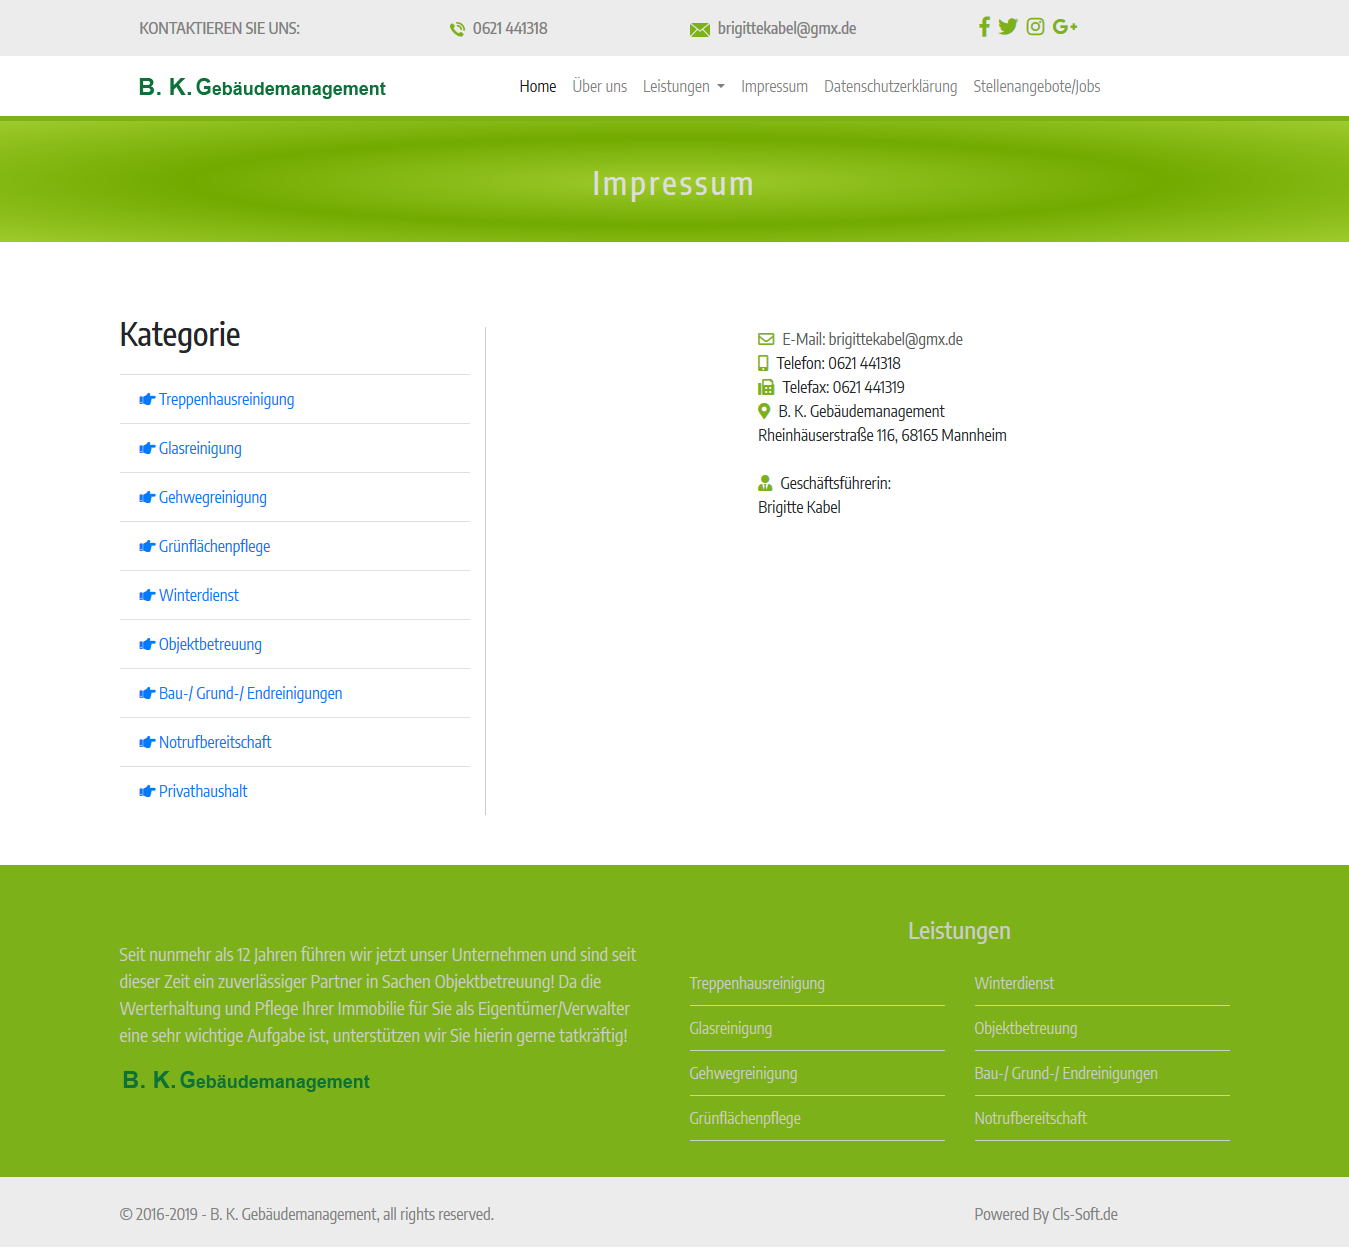 KONTAKTIEREN SIE UNS:
0621 441318
brigittekabel@gmx.de
B. K. Gebäudemanagement
Home Über uns Leistungen Impressum Datenschutzerklärung Stellenangebote/Jobs
Impressum
Kategorie
Treppenhausreinigung
Glasreinigung
Gehwegreinigung
Grünflächenpflege
Winterdienst
Objektbetreuung
Bau-/ Grund-/ Endreinigungen
Notrufbereitschaft
Privathaushalt
E-Mail: brigittekabel@gmx.de
Telefon: 0621 441318
Telefax: 0621 441319
B. K. Gebäudemanagement
Rheinhäuserstraße 116, 68165 Mannheim
Geschäftsführerin:
Brigitte Kabel
Seit nunmehr als 12 Jahren führen wir jetzt unser Unternehmen und sind seit
dieser Zeit ein zuverlässiger Partner in Sachen Objektbetreuung! Da die
Werterhaltung und Pflege Ihrer Immobilie für Sie als Eigentümer/Verwalter
eine sehr wichtige Aufgabe ist, unterstützen wir Sie hierin gerne tatkräftig!
B. K. Gebäudemanagement
Leistungen
Treppenhausreinigung
Glasreinigung
Gehwegreinigung
Grünflächenpflege
Winterdienst
Objektbetreuung
Bau-/ Grund-/ Endreinigungen
Notrufbereitschaft
© 2016-2019 - B. K. Gebäudemanagement, all rights reserved.
Powered By Cls-Soft.de